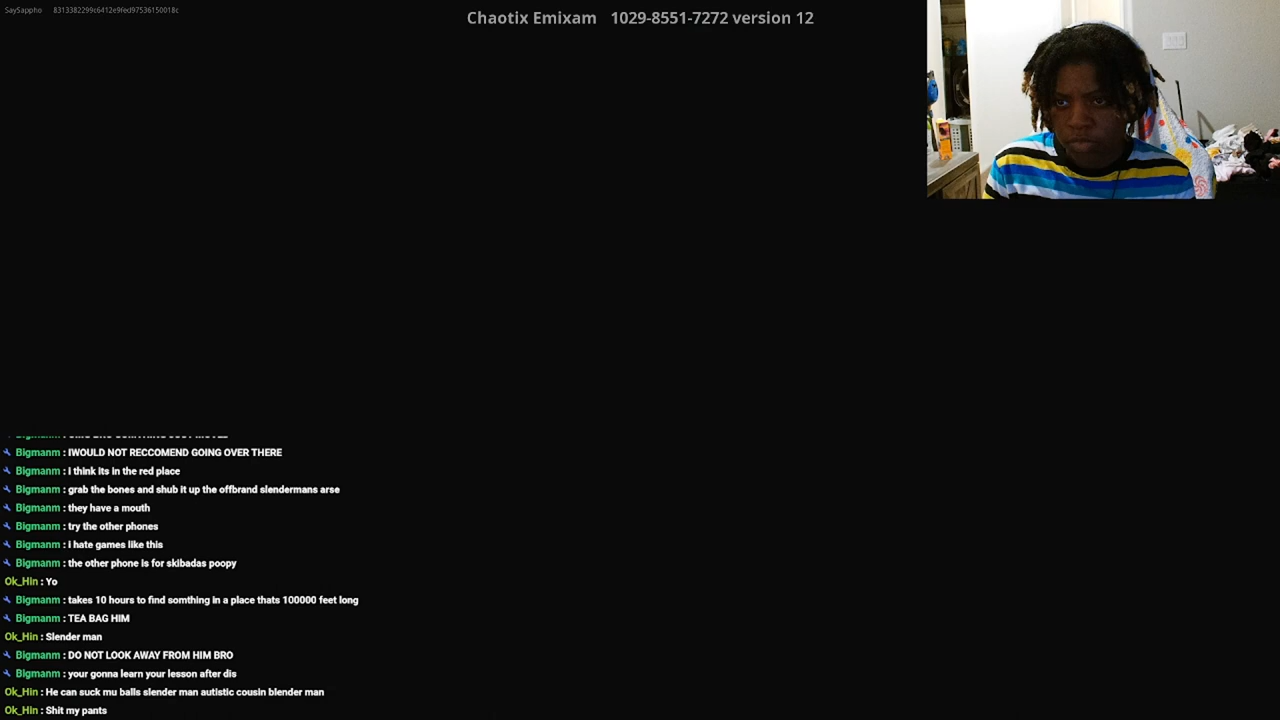 SaySappho 8313382299c6412e9fed97536150018c
Chaotix Emixam 1029-8551-7272 version 12
Bigmanm : IWOULD NOT RECCOMEND GOING OVER THERE
Bigmanm : i think its in the red place
Bigmanm : grab the bones and shub it up the offbrand slendermans arse
Bigmanm : they have a mouth
Bigmanm : try the other phones
Bigmanm : i hate games like this
Bigmanm : the other phone is for skibadas poopy
Ok_Hin : Yo
Bigmanm : takes 10 hours to find somthing in a place thats 100000 feet long
Bigmanm : TEA BAG HIM
Ok_Hin : Slender man
Bigmanm : DO NOT LOOK AWAY FROM HIM BRO
Bigmanm : your gonna learn your lesson after dis
Ok_Hin : He can suck mu balls slender man autistic cousin blender man
Ok_Hin : Shit my pants